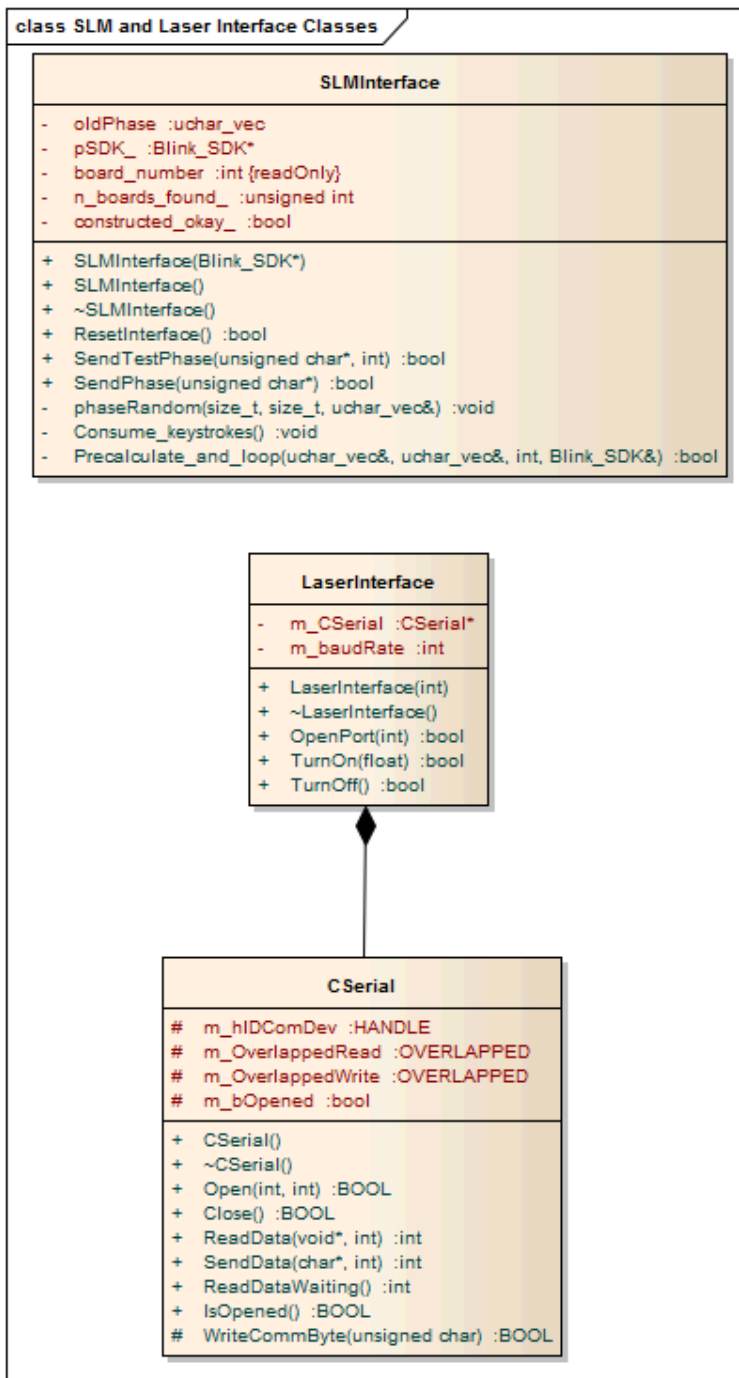 class SLM and Laser Interface Classes
SLMInterface
- oldPhase :uchar_vec
- pSDK_ :Blink_SDK*
- board_number :int {readOnly}
- n_boards_found_ :unsigned int
- constructed_okay_ :bool
+ SLMInterface(Blink_SDK*)
+ SLMInterface()
+ ~SLMInterface()
+ ResetInterface() :bool
+ SendTestPhase(unsigned char*, int) :bool
+ SendPhase(unsigned char*) :bool
- phaseRandom(size_t, size_t, uchar_vec&) :void
- Consume_keystrokes() :void
- Precalculate_and_loop(uchar_vec&, uchar_vec&, int, Blink_SDK&) :bool
LaserInterface
- m_CSerial :CSerial*
- m_baudRate :int
+ LaserInterface(int)
+ ~LaserInterface()
+ OpenPort(int) :bool
+ TurnOn(float) :bool
+ TurnOff() :bool
CSerial
# m_hIDComDev :HANDLE
# m_OverlappedRead :OVERLAPPED
# m_OverlappedWrite :OVERLAPPED
# m_bOpened :bool
+ CSerial()
+ ~CSerial()
+ Open(int, int) :BOOL
+ Close() :BOOL
+ ReadData(void*, int) :int
+ SendData(char*, int) :int
+ ReadDataWaiting() :int
+ IsOpened() :BOOL
# WriteCommByte(unsigned char) :BOOL